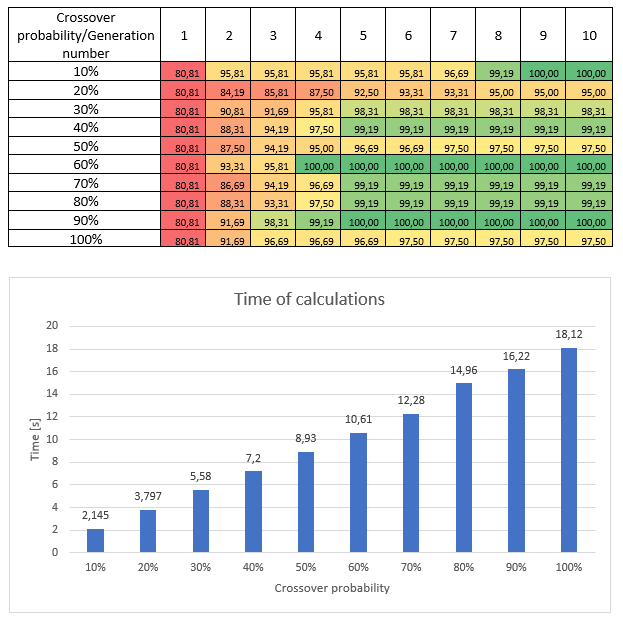 Crossover
probability/Generation
number
1 2 3 4 5 6 7 8 9 10
10% 80,81 95,81 95,81 95,81 95,81 95,81 96,69 99,19 100,00 100,00
20% 80,81 84,19 85,81 87,50 92,50 93,31 93,31 95,00 95,00 95,00
30% 80,81 90,81 91,69 95,81 98,31 98,31 98,31 98,31 98,31 98,31
40% 80,81 88,31 94,19 97,50 99,19 99,19 99,19 99,19 99,19 99,19
50% 80,81 87,50 94,19 95,00 96,69 96,69 97,50 97,50 97,50 97,50
60% 80,81 93,31 95,81 100,00 100,00 100,00 100,00 100,00 100,00 100,00
70% 80,81 86,69 94,19 96,69 99,19 99,19 99,19 99,19 99,19 99,19
80% 80,81 88,31 93,31 97,50 99,19 99,19 99,19 99,19 99,19 99,19
90% 80,81 91,69 98,31 99,19 100,00 100,00 100,00 100,00 100,00 100,00
100% 80,81 91,69 96,69 96,69 96,69 97,50 97,50 97,50 97,50 97,50
Time of calculations
Time [s]
20
18
16
14
12
10
8
6
4
2
0
2,145 3,797 5,58 7,2 8,93 10,61 12,28 14,96 16,22 18,12
10% 20% 30% 40% 50% 60% 70% 80% 90% 100%
Crossover probability